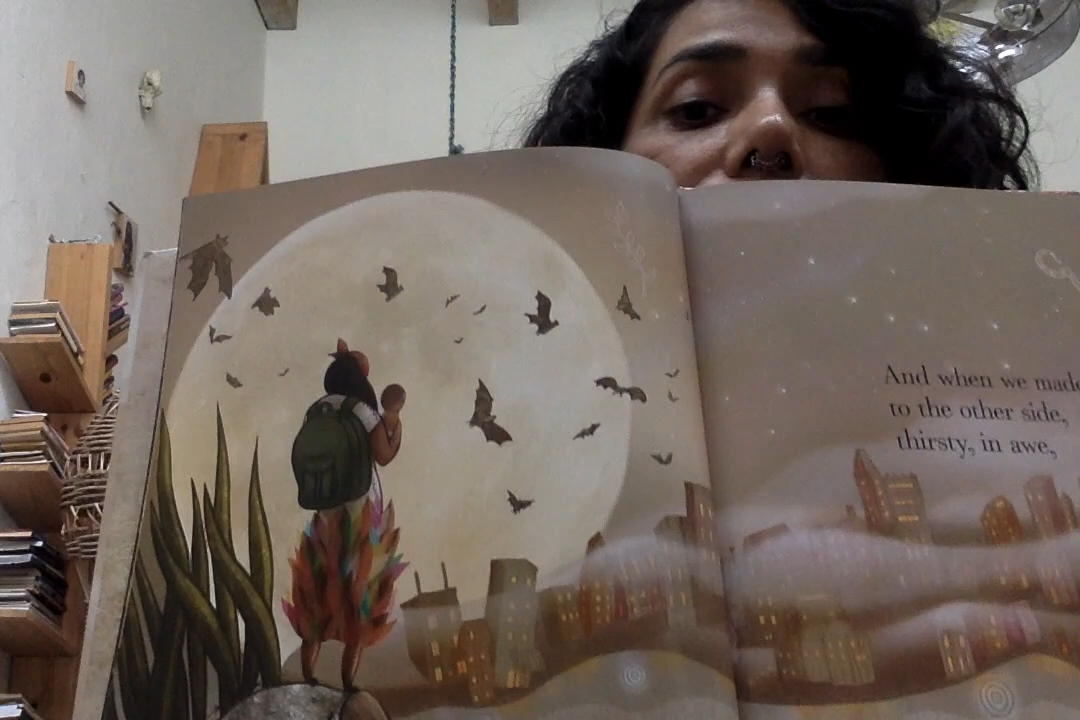 And when we made
to the other side,
thirsty, in awe,